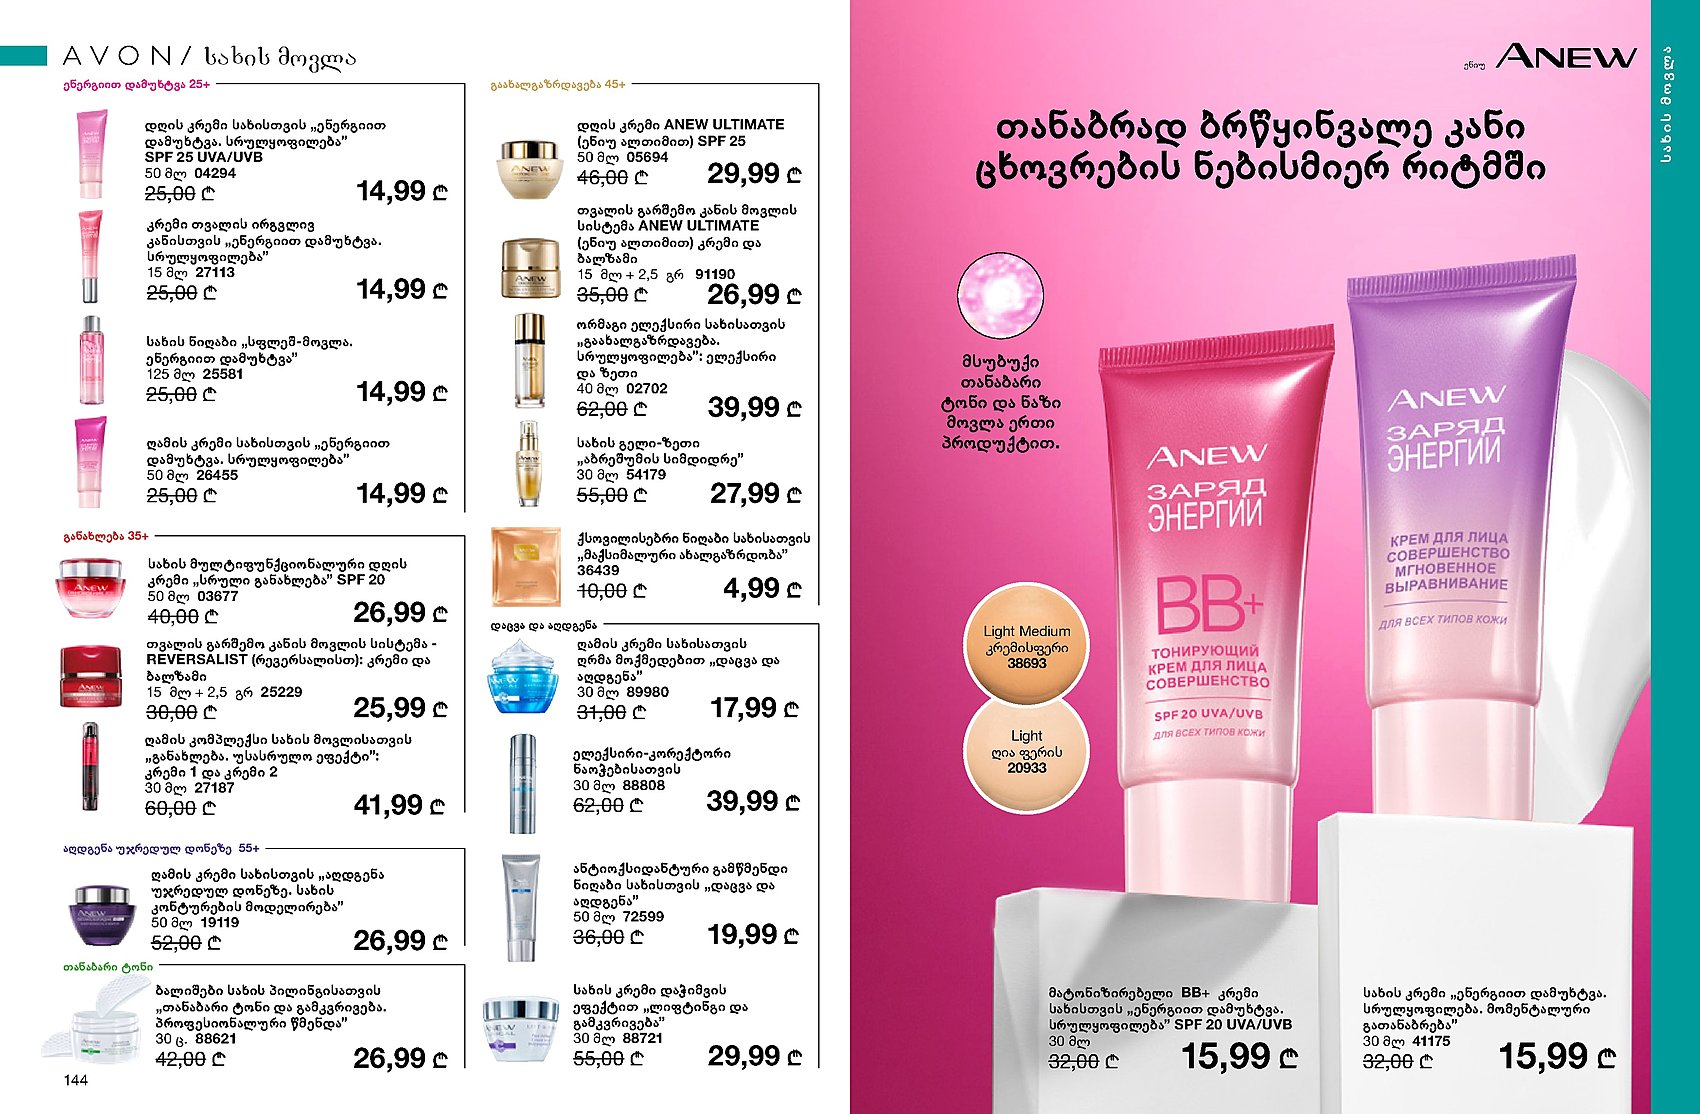 AVON/ სახის მოვლა
ენერგიით დამუხტვა 25+
დღის კრემი სახისთვის „ენერგიით
დამუხტვა. სრულყოფილება”
SPF 25 UVA/UVB
50 მლ 04294
25,00 ₾ 14,99 ₾
კრემი თვალის ირგვლივ
კანისთვის „ენერგიით დამუხტვა.
სრულყოფილება”
15 მლ 27113
25,00 ₾ 14,99 ₾
სახის წიღაბი „სფლეშ-მოვლა.
ენერგიით დამუხტვა”
125 მლ 25581
25,00 ₾ 14,99 ₾
ღამის კრემი სახისთვის „ენერგიით
დამუხტვა. სრულყოფილება”
50 მლ 26455
25,00 ₾ 14,99 ₾
განახლება 35+
სახის მულტიფუნქციონალური დღის
კრემი „სრული განახლება” SPF 20
50 მლ 03677
40,00 ₾ 26,99 ₾
თვალის გარშემო კანის მოვლის სისტემა -
REVERSALIST (რევერსალისთ): კრემი და
ბალზამი
15 მლ + 2,5 გრ 25229
30,00 ₾ 25,99 ₾
ღამის კომპლექსი სახის მოვლისათვის
„განახლება. უსასრულო ეფექტი”:
კრემი 1 და კრემი 2
30 მლ 27187
60,00 ₾ 41,99 ₾
აღდგენა უჯრედულ დონეზე 55+
ღამის კრემი სახისთვის „აღდგენა
უჯრედულ დონეზე. სახის
კონტურების მოდელირება”
50 მლ 19119
52,00 ₾ 26,99 ₾
თანაბარი ტონი
ბალიშები სახის პილინგისათვის
„თანაბარი ტონი და გამკვრივება.
პროფესიონალური წმენდა”
30 ც. 88621
42,00 ₾ 26,99 ₾
144
გაახალგაზრდავება 45+
დღის კრემი ANEW ULTIMATE
(ენიუ ალთიმით) SPF 25
50 მლ 05694
46,00 ₾ 29,99 ₾
თვალის გარშემო კანის მოვლის
სისტემა ANEW ULTIMATE
(ენიუ ალთიმით) კრემი და
ბალზამი
15 მლ + 2,5 გრ 91190
35,00 ₾ 26,99 ₾
ორმაგი ელექსირი სახისათვის
„გაახალგაზრდავება.
სრულყოფილება”: ელექსირი
და ზეთი
40 მლ 02702
62,00 ₾ 39,99 ₾
სახის გელი-ზეთი
„აბრეშუმის სიმდიდრე”
30 მლ 54179
55,00 ₾ 27,99 ₾
ქსოვილისებრი ნიღაბი სახისათვის
„მაქსიმალური ახალგაზრდობა”
36439
10,00 ₾ 4,99 ₾
დაცვა და აღდგენა
ღამის კრემი სახისათვის
ღრმა მოქმედებით „დაცვა და
აღდგენა”
30 მლ 89980
31,00 ₾ 17,99 ₾
ელექსირი-კორექტორი
ნაოჭებისათვის
30 მლ 88808
62,00 ₾ 39,99 ₾
ანტიოქსიდანტური გამწმენდი
ნიღაბი სახისთვის „დაცვა და
აღდგენა”
50 მლ 72599
36,00 ₾ 19,99 ₾
სახის კრემი დაჭიმვის
ეფექტით „ლიფტინგი და
გამკვრივება”
30 მლ 88721
55,00 ₾ 29,99 ₾
ენიუ ANEW
სახის მოვლა
თანაბრად ბრწყინვალე კანი
ცხოვრების ნებისმიერ რიტმში
მსუბუქი
თანაბარი
ტონი და ნაზი
მოვლა ერთი
პროდუქტით.
ANEW
ЗАРЯД
ЭНЕРГИИ
BB+
ТОНИРУЮЩИЙ
КРЕМ ДЛЯ ЛИЦА
СОВЕРШЕНСТВО
SPF 20 UVA/UVB
ДЛЯ ВСЕХ ТИПОВ КОЖИ
ANEW
ЗАРЯД
ЭНЕРГИИ
КРЕМ ДЛЯ ЛИЦА
СОВЕРШЕНСТВО
МГНОВЕННОЕ
ВЫРАВНИВАНИЕ
ДЛЯ ВСЕХ ТИПОВ КОЖИ
Light Medium
კრემისფერი
38693
Light
ღია ფერის
20933
მატონიზირებელი BB+ კრემი
სახისთვის „ენერგიით დამუხტვა.
სრულყოფილება” SPF 20 UVA/UVB
30 მლ
32,00 ₾ 15,99 ₾
სახის კრემი „ენერგიით დამუხტვა.
სრულყოფილება. მომენტალური
გათანაბრება”
30 მლ 41175
32,00 ₾ 15,99 ₾